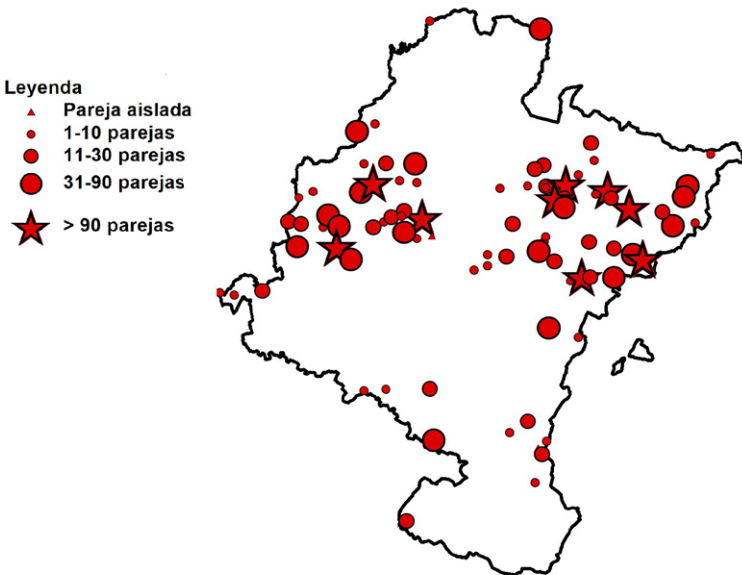 Leyenda
Pareja aislada
1-10 parejas
11-30 parejas
31-90 parejas
> 90 parejas